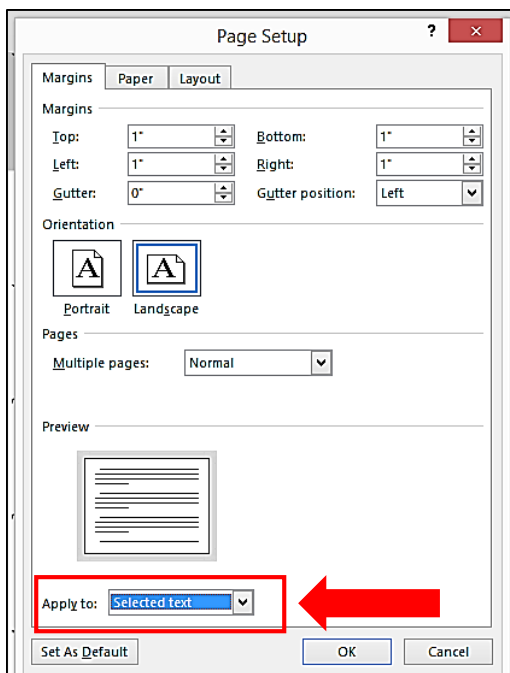 Page Setup ? ×
Margins Paper Layout
Margins
Top: 1" Bottom: 1"
Left: 1" Right: 1"
Gutter: 0" Gutter position: Left
Orientation
A A
Portrait Landscape
Pages
Multiple pages: Normal
Preview
Apply to: Selected text
Set As Default OK Cancel